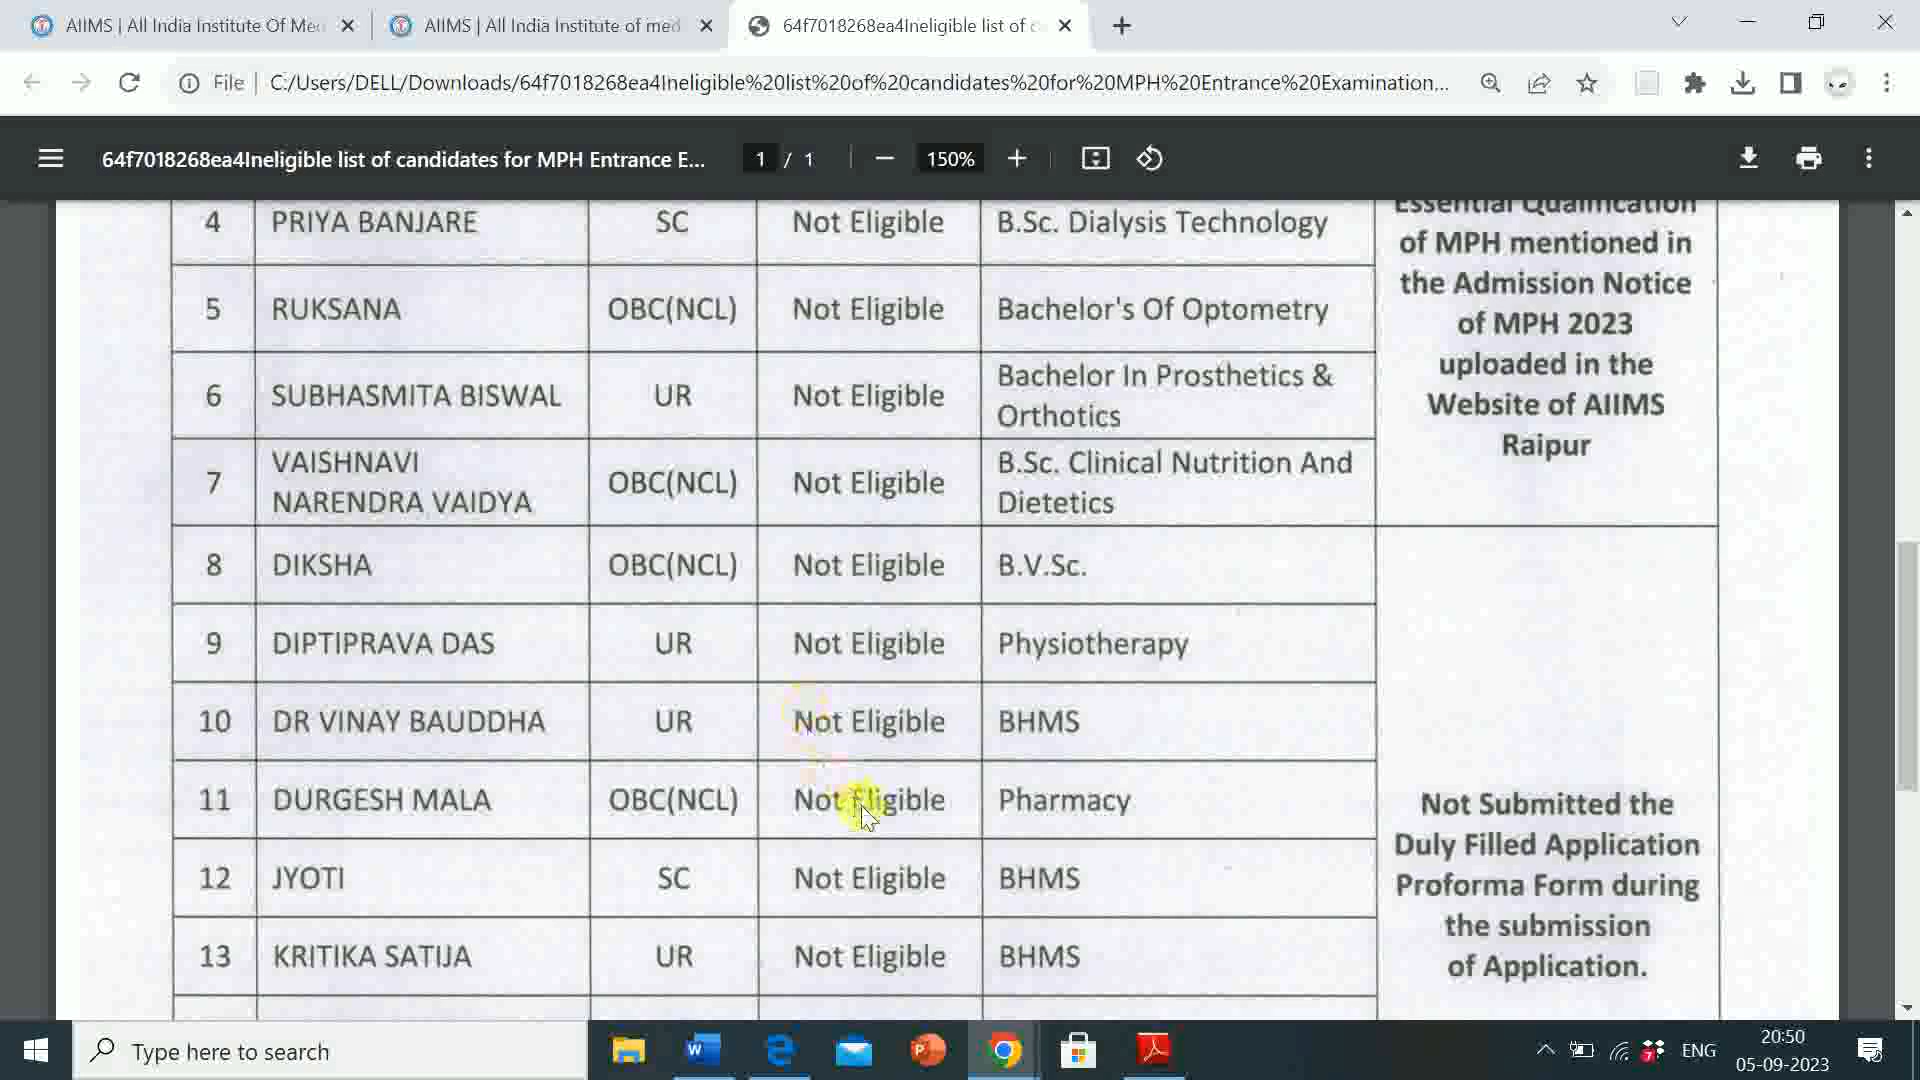 AIIMS | All India Institute Of Med
AIIMS | All India Institute of med
64f7018268ea4Ineligible list of ca
File
C:/Users/DELL/Downloads/64f7018268ea4Ineligible%20list%20of%20candidates%20for%20MPH%20Entrance%20Examination...
64f7018268ea4Ineligible list of candidates for MPH Entrance E...
1 / 1
150%
4 PRIYA BANJARE SC Not Eligible B.Sc. Dialysis Technology
5 RUKSANA OBC(NCL) Not Eligible Bachelor's Of Optometry
6 SUBHASMITA BISWAL UR Not Eligible Bachelor In Prosthetics &
Orthotics
7 VAISHNAVI
NARENDRA VAIDYA OBC(NCL) Not Eligible B.Sc. Clinical Nutrition And
Dietetics
Essential Qualification
of MPH mentioned in
the Admission Notice
of MPH 2023
uploaded in the
Website of AIIMS
Raipur
8 DIKSHA OBC(NCL) Not Eligible B.V.Sc.
9 DIPTIPRAVA DAS UR Not Eligible Physiotherapy
10 DR VINAY BAUDDHA UR Not Eligible BHMS
11 DURGESH MALA OBC(NCL) Not Eligible Pharmacy
12 JYOTI SC Not Eligible BHMS
13 KRITIKA SATIJA UR Not Eligible BHMS
Not Submitted the
Duly Filled Application
Proforma Form during
the submission
of Application.
Type here to search
ENG
20:50
05-09-2023